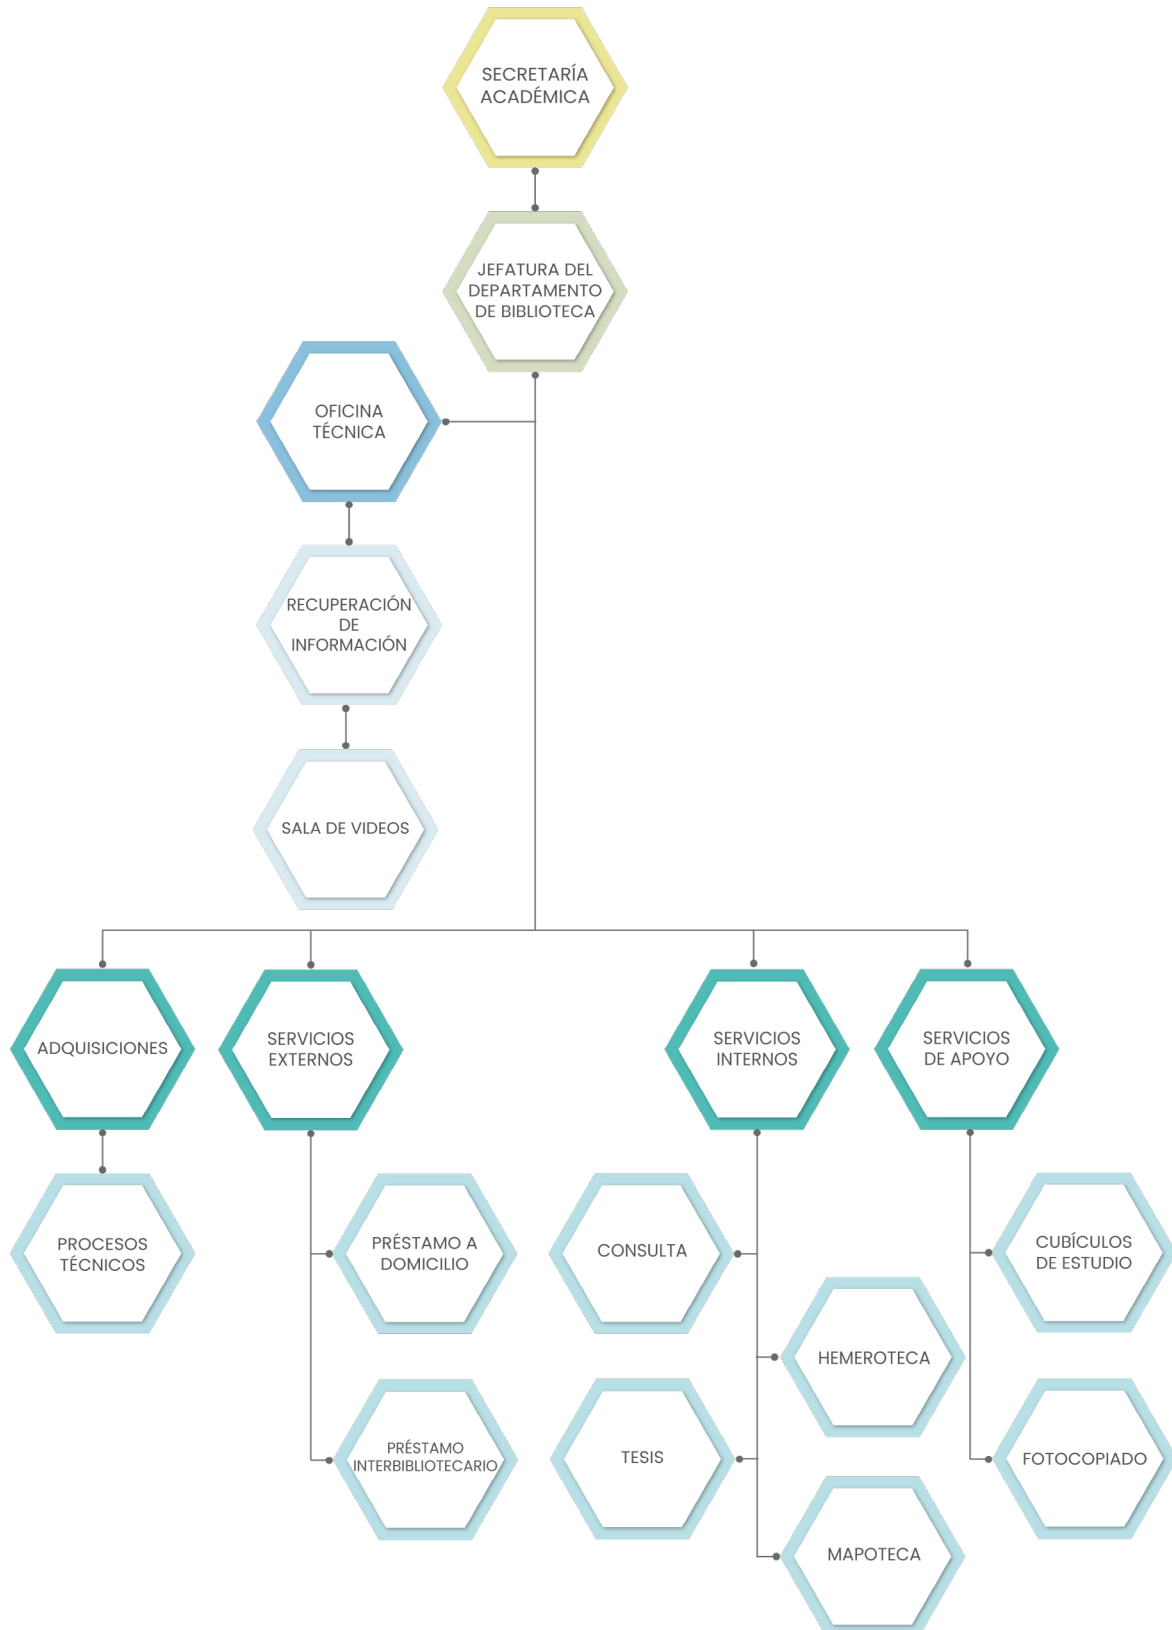 SECRETARÍA
ACADÉMICA
JEFATURA DEL
DEPARTAMENTO
DE BIBLIOTECA
OFICINA
TÉCNICA
RECUPERACIÓN
DE
INFORMACIÓN
SALA DE VIDEOS
ADQUISICIONES
SERVICIOS
EXTERNOS
SERVICIOS
INTERNOS
SERVICIOS
DE APOYO
PROCESOS
TÉCNICOS
PRÉSTAMO A
DOMICILIO
CONSULTA
CUBÍCULOS
DE ESTUDIO
HEMEROTECA
PRÉSTAMO
INTERBIBLIOTECARIO
TESIS
FOTOCOPIADO
MAPOTECA